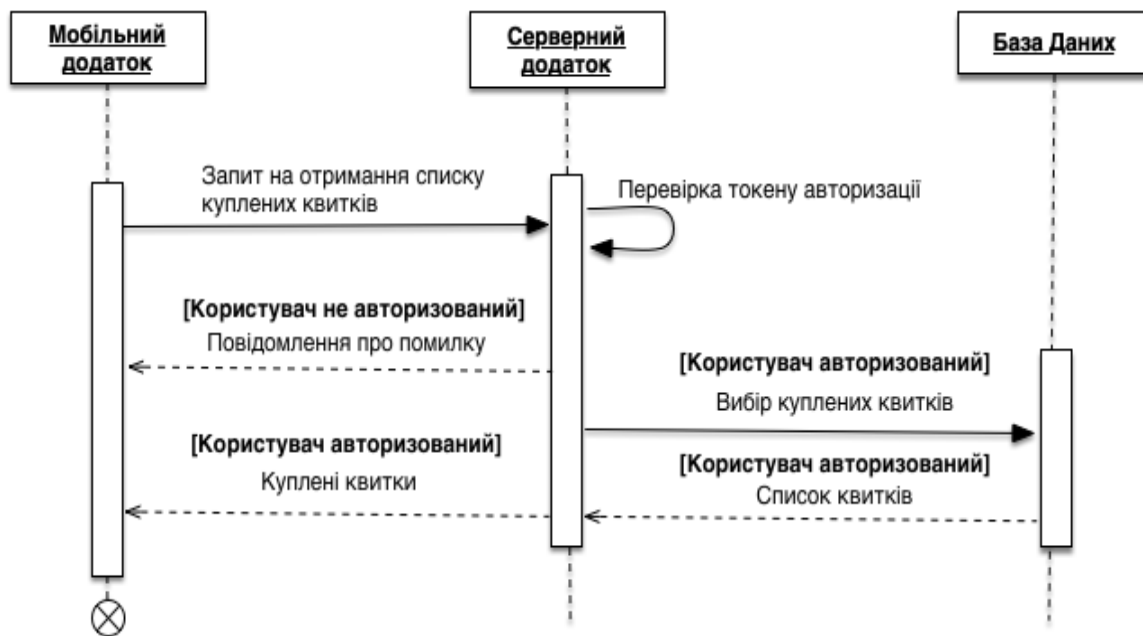 Мобільний
додаток
Серверний
додаток
База Даних
Запит на отримання списку
куплених квитків
Перевірка токену авторизації
[Користувач не авторизований]
Повідомлення про помилку
[Користувач авторизований]
Вибір куплених квитків
[Користувач авторизований]
Куплені квитки
[Користувач авторизований]
Список квитків